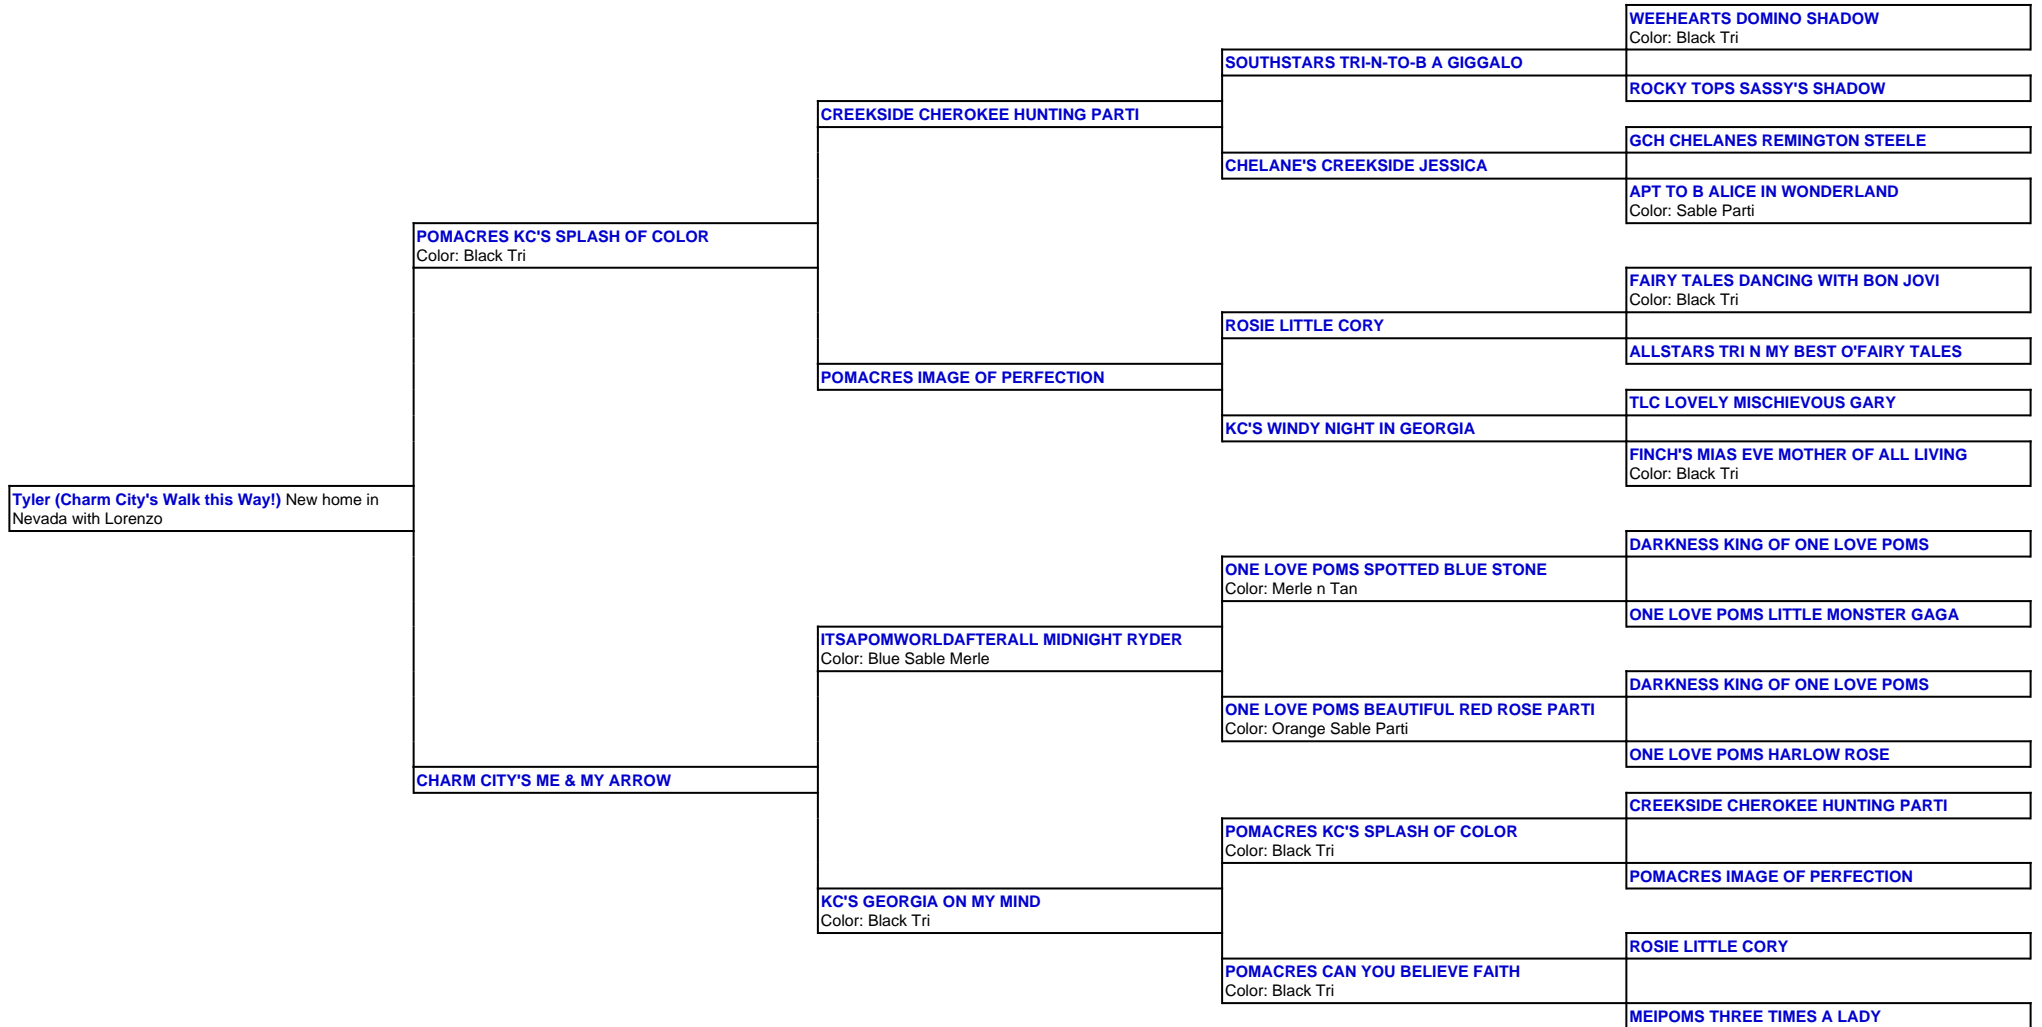 WEEHEARTS DOMINO SHADOW
Color: Black Tri
SOUTHSTARS TRI-N-TO-B A GIGGALO
ROCKY TOPS SASSY'S SHADOW
CREEKSIDE CHEROKEE HUNTING PARTI
GCH CHELANES REMINGTON STEELE
CHELANE'S CREEKSIDE JESSICA
APT TO B ALICE IN WONDERLAND
Color: Sable Parti
POMACRES KC'S SPLASH OF COLOR
Color: Black Tri
FAIRY TALES DANCING WITH BON JOVI
Color: Black Tri
ROSIE LITTLE CORY
ALLSTARS TRI N MY BEST O'FAIRY TALES
POMACRES IMAGE OF PERFECTION
TLC LOVELY MISCHIEVOUS GARY
KC'S WINDY NIGHT IN GEORGIA
FINCH'S MIAS EVE MOTHER OF ALL LIVING
Color: Black Tri
Tyler (Charm City's Walk this Way!) New home in
Nevada with Lorenzo
DARKNESS KING OF ONE LOVE POMS
ONE LOVE POMS SPOTTED BLUE STONE
Color: Merle n Tan
ONE LOVE POMS LITTLE MONSTER GAGA
ITSAPOMWORLDAFTERALL MIDNIGHT RYDER
Color: Blue Sable Merle
DARKNESS KING OF ONE LOVE POMS
ONE LOVE POMS BEAUTIFUL RED ROSE PARTI
Color: Orange Sable Parti
ONE LOVE POMS HARLOW ROSE
CHARM CITY'S ME & MY ARROW
CREEKSIDE CHEROKEE HUNTING PARTI
POMACRES KC'S SPLASH OF COLOR
Color: Black Tri
POMACRES IMAGE OF PERFECTION
KC'S GEORGIA ON MY MIND
Color: Black Tri
ROSIE LITTLE CORY
POMACRES CAN YOU BELIEVE FAITH
Color: Black Tri
MEIPOMS THREE TIMES A LADY